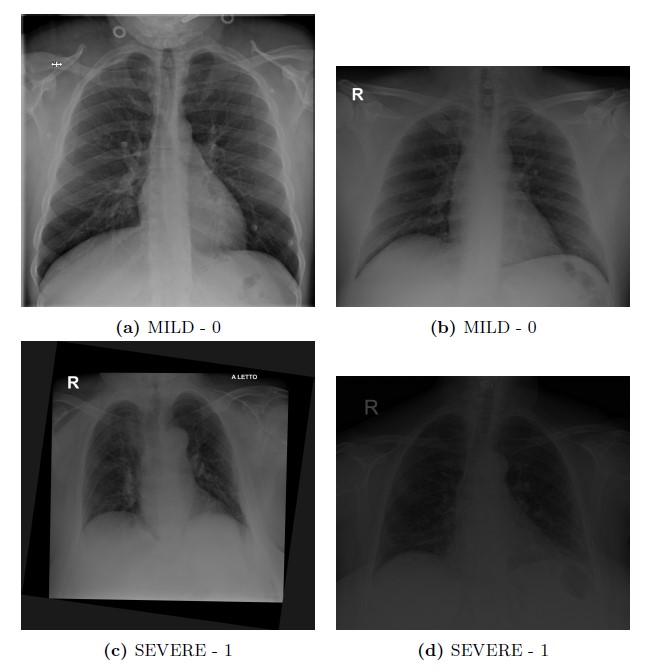 R
(a) MILD - 0
(b) MILD - 0
R
A LETTO
R
(c) SEVERE - 1
(d) SEVERE - 1